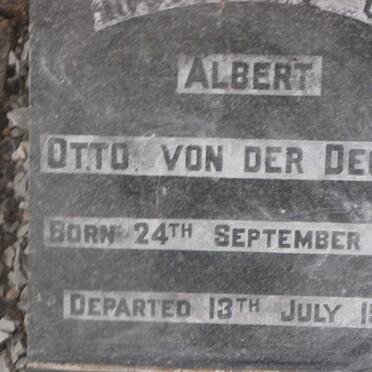 ALBERT
OTTO VON DER
BORN 24TH SEPTEMBER
DEPARTED 13TH JULY